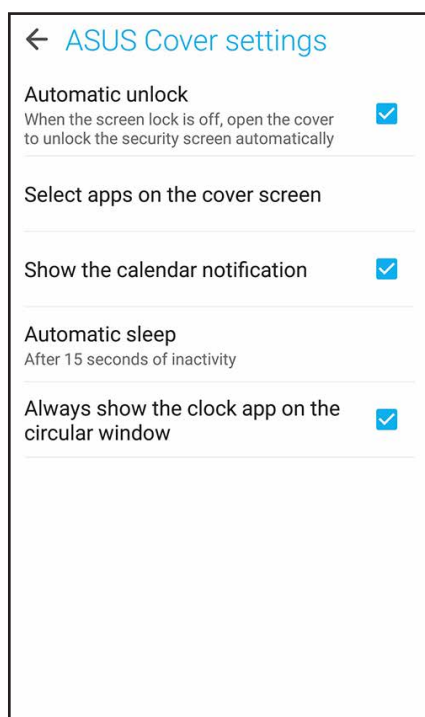 ASUS Cover settings
Automatic unlock
When the screen lock is off, open the cover
to unlock the security screen automatically
Select apps on the cover screen
Show the calendar notification
Automatic sleep
After 15 seconds of inactivity
Always show the clock app on the
circular window